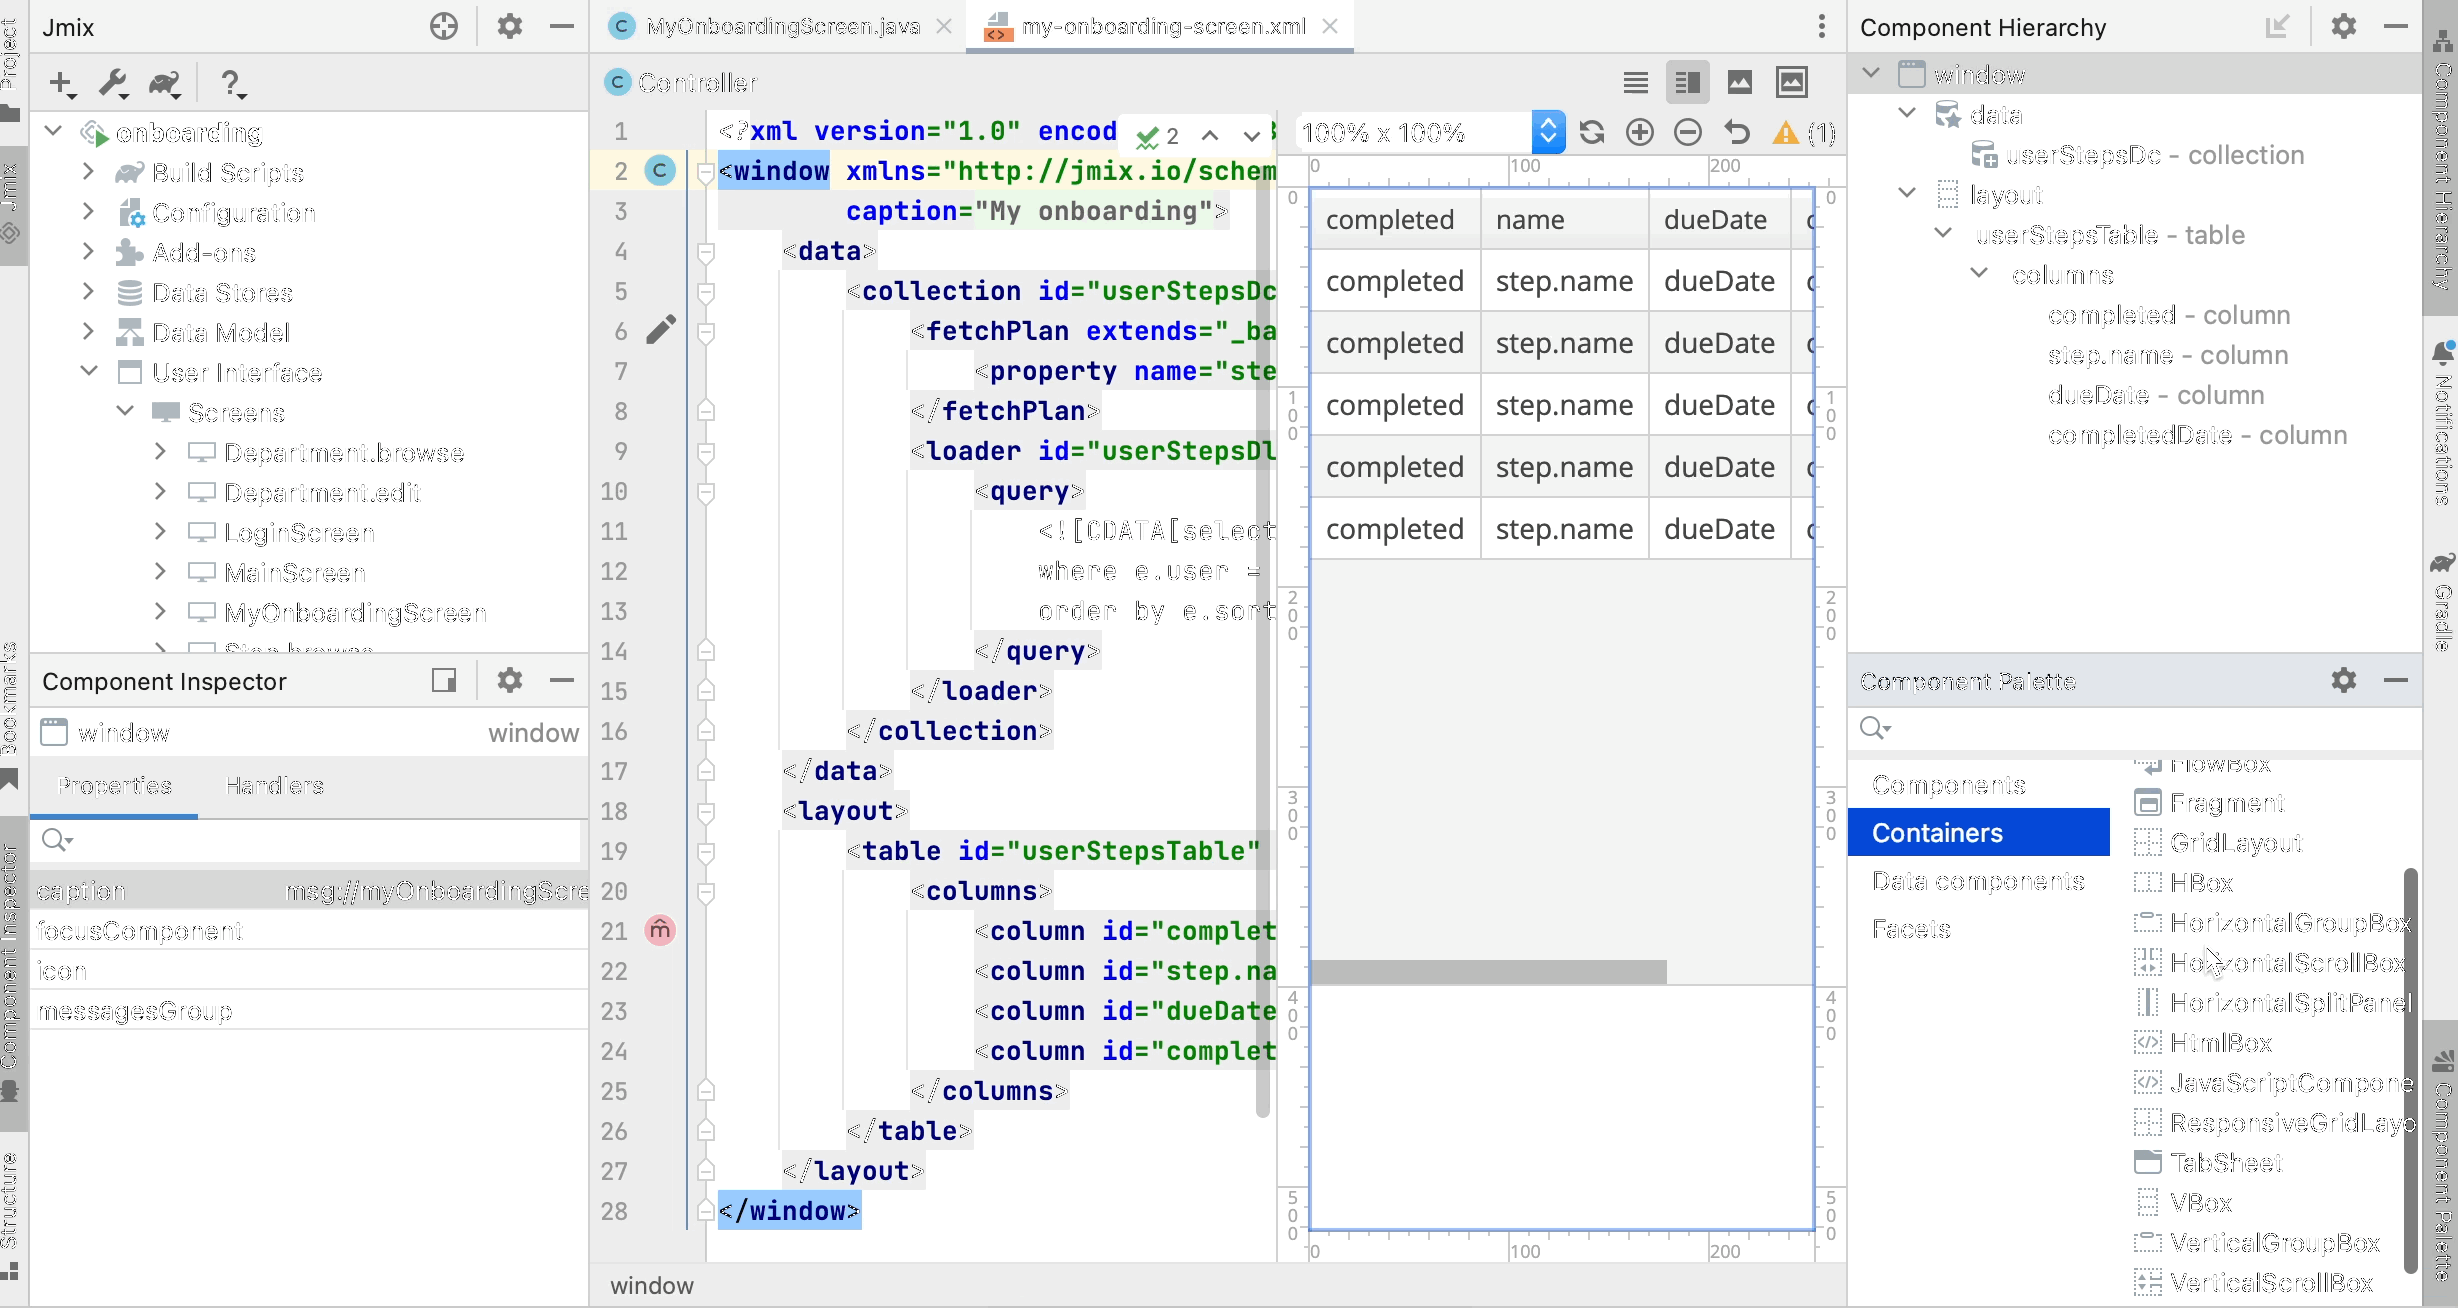 Jmix
onboarding
Build Scripts
Configuration
Add-ons
Data Stores
Data Model
User Interface
Screens
Department.browse
Department.edit
LoginScreen
MainScreen
MyOnboardingScreen
Component Inspector
window window
Properties Handlers
caption msg://myOnboardingScre
focusComponent
icon
messagesGroup
Project
Jmix
Bookmarks
Component Inspector
Structure
MyOnboardingScreen.java
my-onboarding-screen.xml
Controller
1 <?xml version="1.0" encod
2
2 <window xmlns="http://jmix.io/schem
3 caption="My onboarding">
4 <data>
5 <collection id="userStepsDc
6 <fetchPlan extends="_ba
7 <property name="ste
8 </fetchPlan>
9 <loader id="userStepsDl
10 <query>
11 <![CDATA[select
12 where e.user =
13 order by e.sort
14 </query>
15 </loader>
16 </collection>
17 </data>
18 <layout>
19 <table id="userStepsTable"
20 <columns>
21 <column id="complet
22 <column id="step.na
23 <column id="dueDate
24 <column id="complet
25 </columns>
26 </table>
27 </layout>
28 </window>
window
100% x 100%
(1)
0 100 200
0 100 200 300 400 500
completed name dueDate c
completed step.name dueDate c
completed step.name dueDate c
completed step.name dueDate c
completed step.name dueDate c
completed step.name dueDate c
0 100 200 300 400 500
0 100 200
Component Hierarchy
window
data
userStepsDc - collection
layout
userStepsTable - table
columns
completed - column
step.name - column
dueDate - column
completedDate - column
Component Palette
Components
Containers
Data components
Facets
FlowBox
Fragment
GridLayout
HBox
HorizontalGroupBox
HorizontalScrollBox
HorizontalSplitPanel
HtmlBox
JavaScriptCompone
ResponsiveGridLayo
TabSheet
VBox
VerticalGroupBox
VerticalScrollBox
Component Hierarchy
Notifications
Gradle
Component Palette